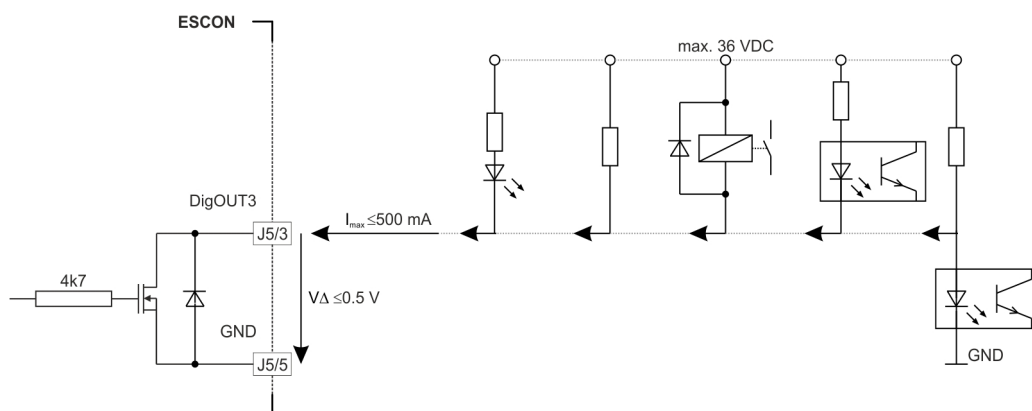 ESCON
max. 36 VDC
DigOUT3
J5/3
Imax ≤500 mA
4k7
VΔ ≤0.5 V
GND
J5/5
GND